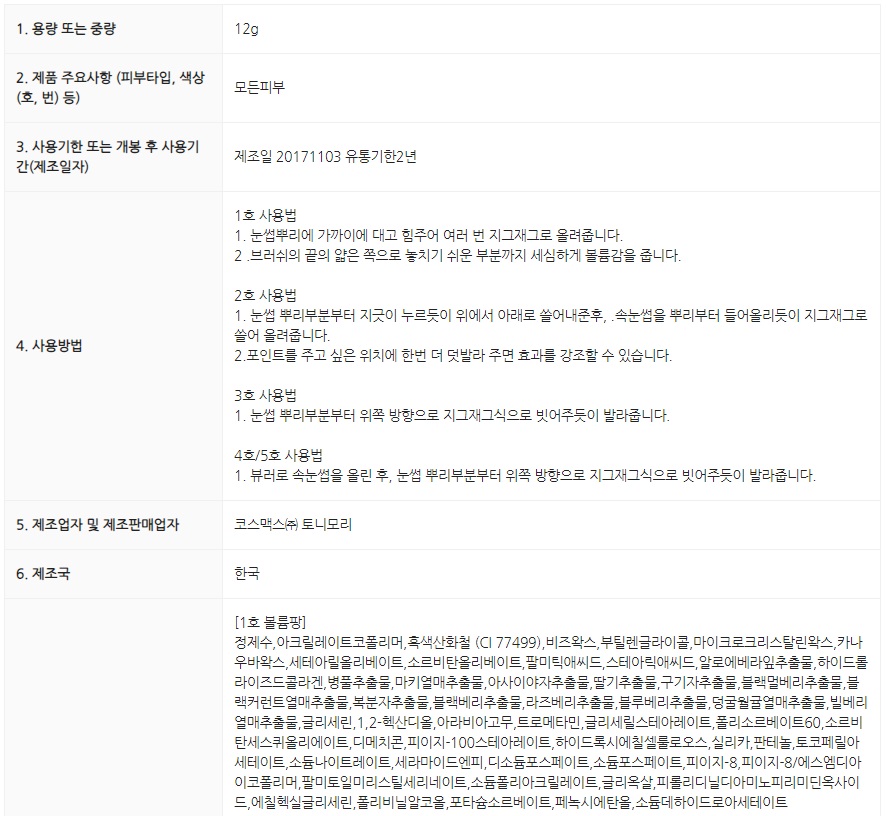 1. 용량 또는 중량
12g
2. 제품 주요사항 (피부타입, 색상
(호, 번) 등)
모든피부
3. 사용기한 또는 개봉 후 사용기
간(제조일자)
제조일 20171103 유통기한2년
4. 사용방법
1호 사용법
1. 눈썹뿌리에 가까이에 대고 힘주어 여러 번 지그재그로 올려줍니다.
2 .브러쉬의 끝의 얇은 쪽으로 놓치기 쉬운 부분까지 세심하게 볼륨감을 줍니다.
2호 사용법
1. 눈썹 뿌리부분부터 지긋이 누르듯이 위에서 아래로 쓸어내준후, .속눈썹을 뿌리부터 들어올리듯이 지그재그로
쓸어 올려줍니다.
2.포인트를 주고 싶은 위치에 한번 더 덧발라 주면 효과를 강조할 수 있습니다.
3호 사용법
1. 눈썹 뿌리부분부터 위쪽 방향으로 지그재그식으로 빗어주듯이 발라줍니다.
4호/5호 사용법
1. 뷰러로 속눈썹을 올린 후, 눈썹 뿌리부분부터 위쪽 방향으로 지그재그식으로 빗어주듯이 발라줍니다.
5. 제조업자 및 제조판매업자
코스맥스㈜ 토니모리
6. 제조국
한국
[1호 볼륨팡]
정제수,아크릴레이트코폴리머,흑색산화철 (CI 77499),비즈왁스,부틸렌글라이콜,마이크로크리스탈린왁스,카나
우바왁스,세테아릴올리베이트,소르비탄올리베이트,팔미틱애씨드,스테아릭애씨드,알로에베라잎추출물,하이드롤
라이즈드콜라겐,병풀추출물,마키열매추출물,아사이야자추출물,딸기추출물,구기자추출물,블랙멀베리추출물,블
랙커런트열매추출물,복분자추출물,블랙베리추출물,라즈베리추출물,블루베리추출물,덩굴월귤열매추출물,빌베리
열매추출물,글리세린,1,2-헥산디올,아라비아고무,트로메타민,글리세릴스테아레이트,폴리소르베이트60,소르비
탄세스퀴올리에이트,디메치콘,피이지-100스테아레이트,하이드록시에칠셀룰로오스,실리카,판테놀,토코페릴아
세테이트,소듐나이트레이트,세라마이드엔피,디소듐포스페이트,소듐포스페이트,피이지-8,피이지-8/에스엠디아
이코폴리머,팔미토일미리스틸세리네이트,소듐폴리아크릴레이트,글리옥살,피롤리디닐디아미노피리미딘옥사이
드,에칠헥실글리세린,폴리비닐알코올,포타슘소르베이트,페녹시에탄올,소듐데하이드로아세테이트